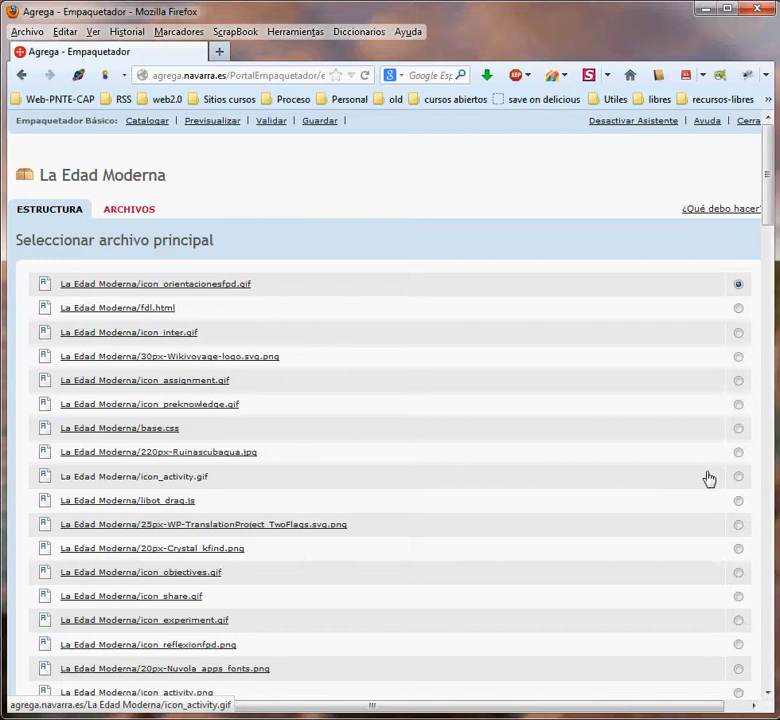 Agrega - Empaquetador - Mozilla Firefox
Archivo Editar Ver Historial Marcadores ScrapBook Herramientas Diccionarios Ayuda
Agrega - Empaquetador
agrega.navarra.es/PortalEmpaquetador/e
Google Esp
ABP
Web-PNTE-CAP RSS web2.0 Sitios cursos Proceso Personal old cursos abiertos save on delicious Utiles libres recursos-libres
Empaquetador Básico: Catalogar | Previsualizar | Validar | Guardar | Desactivar Asistente | Ayuda | Cerra
La Edad Moderna
ESTRUCTURA ARCHIVOS ¿Qué debo hacer?
Seleccionar archivo principal
La Edad Moderna/icon_orientacionesfpd.gif
La Edad Moderna/fdl.html
La Edad Moderna/icon_inter.gif
La Edad Moderna/30px-Wikivoyage-logo.svg.png
La Edad Moderna/icon_assignment.gif
La Edad Moderna/icon_preknowledge.gif
La Edad Moderna/base.css
La Edad Moderna/220px-Ruinascubagua.jpg
La Edad Moderna/icon_activity.gif
La Edad Moderna/libot_drag.js
La Edad Moderna/25px-WP-TranslationProject_TwoFlags.svg.png
La Edad Moderna/20px-Crystal_kfind.png
La Edad Moderna/icon_objectives.gif
La Edad Moderna/icon_share.gif
La Edad Moderna/icon_experiment.gif
La Edad Moderna/icon_reflexionfpd.png
La Edad Moderna/20px-Nuvola_apps_fonts.png
La Edad Moderna/icon_activity.png
agrega.navarra.es/La Edad Moderna/icon_activity.gif